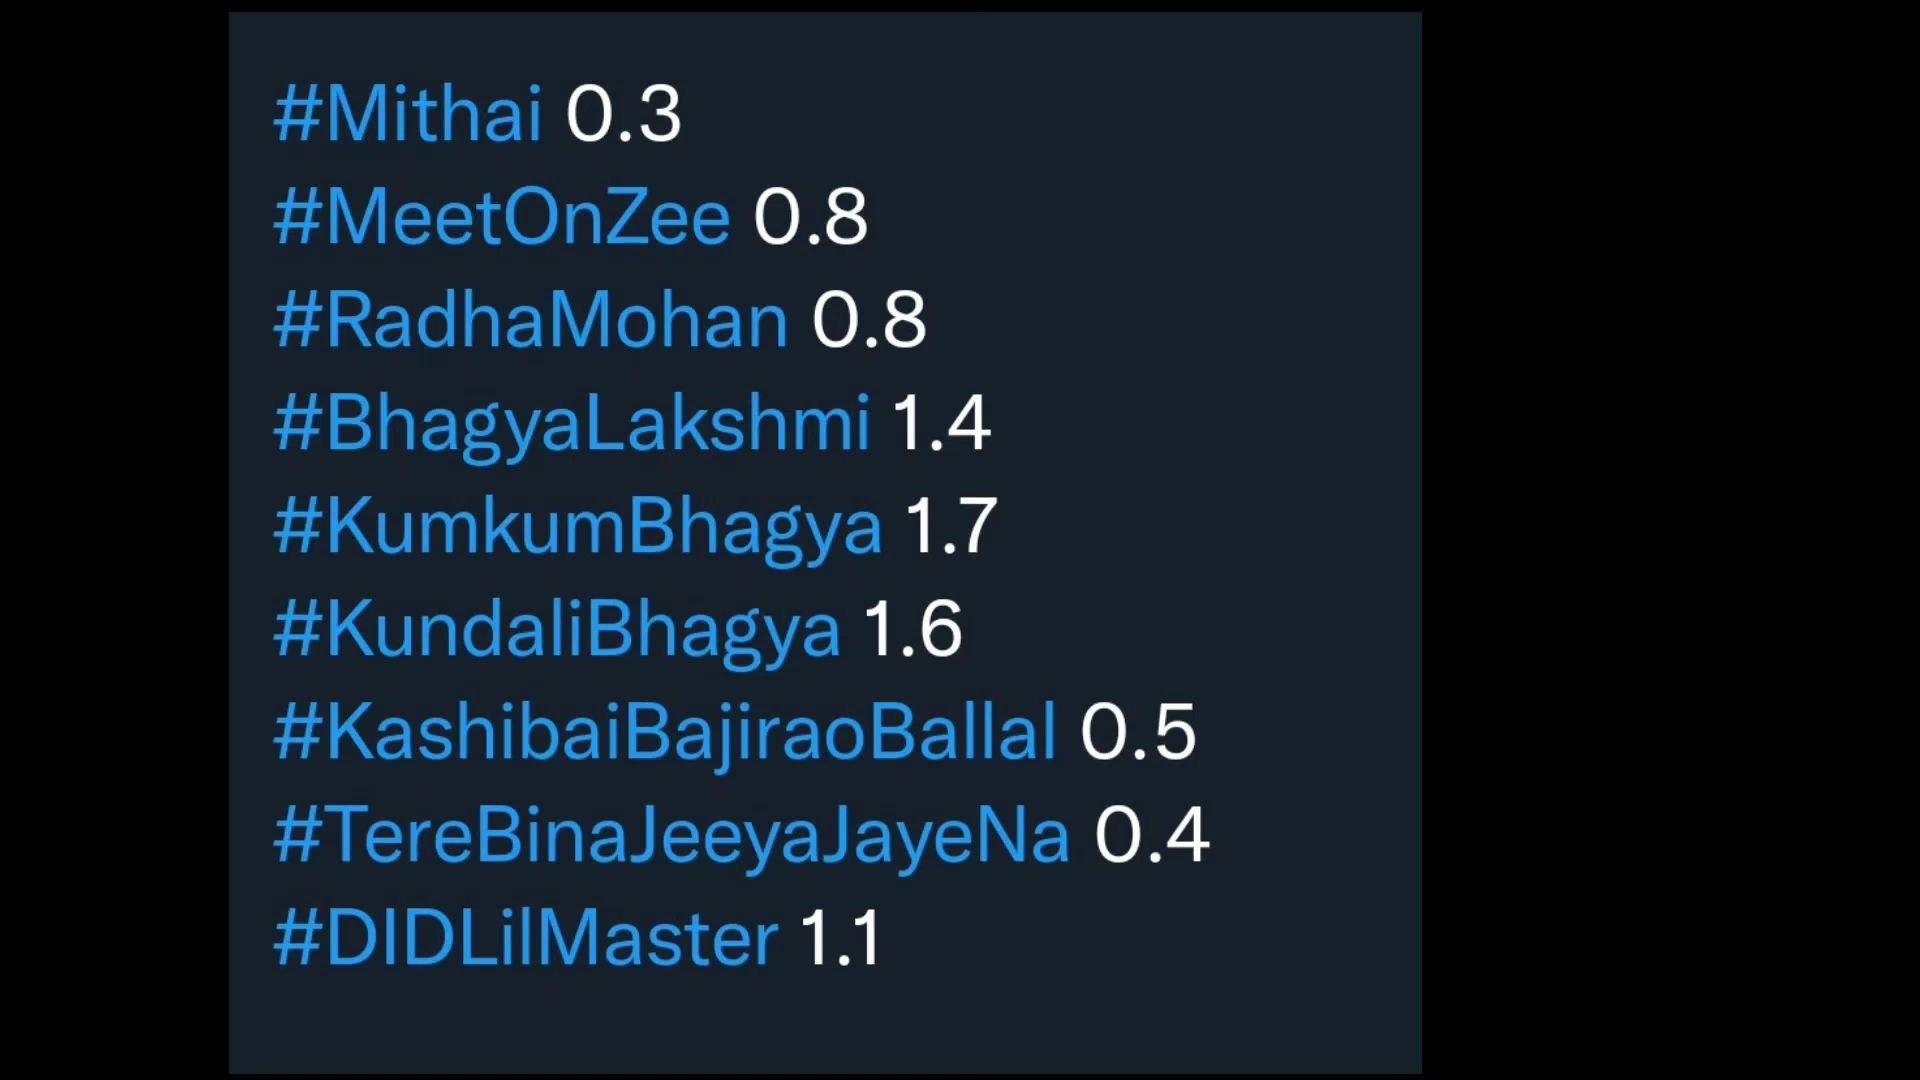 #Mithai 0.3
#MeetOnZee 0.8
#RadhaMohan 0.8
#BhagyaLakshmi 1.4
#KumkumBhagya 1.7
#KundaliBhagya 1.6
#KashibaiBajiraoBallal 0.5
#TereBinaJeeyaJayeNa 0.4
#DIDLilMaster 1.1